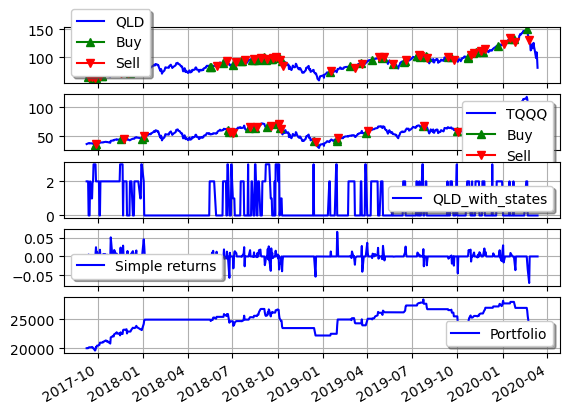 150
100
QLD
Buy
Sell
100
50
TQQQ
Buy
Sell
2
0
QLD_with_states
0.05
0.00
−0.05
Simple returns
25000
20000
Portfolio
2017-10
2018-01
2018-04
2018-07
2018-10
2019-01
2019-04
2019-07
2019-10
2020-01
2020-04